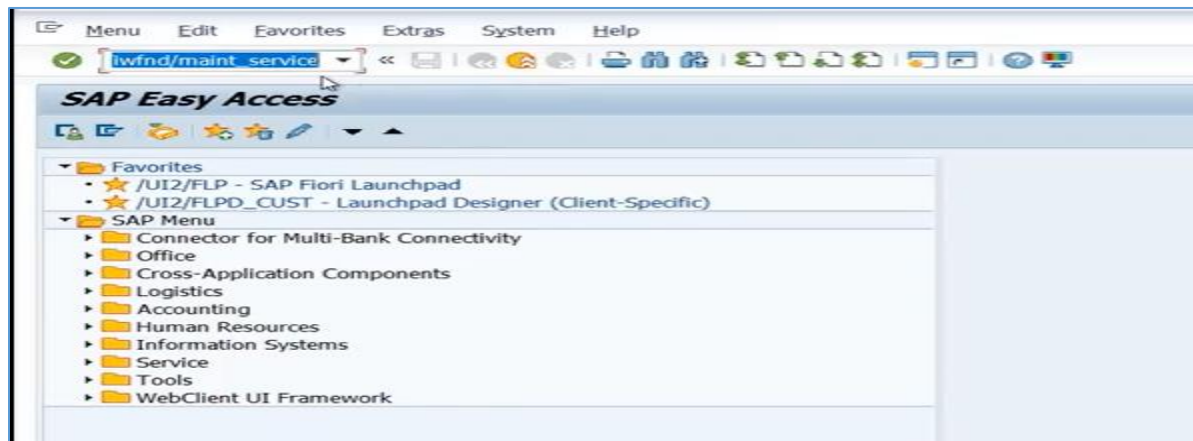 Menu Edit Favorites Extras System Help
iwfnd/maint_service
SAP Easy Access
Favorites
/UI2/FLP - SAP Fiori Launchpad
/UI2/FLPD_CUST - Launchpad Designer (Client-Specific)
SAP Menu
Connector for Multi-Bank Connectivity
Office
Cross-Application Components
Logistics
Accounting
Human Resources
Information Systems
Service
Tools
WebClient UI Framework